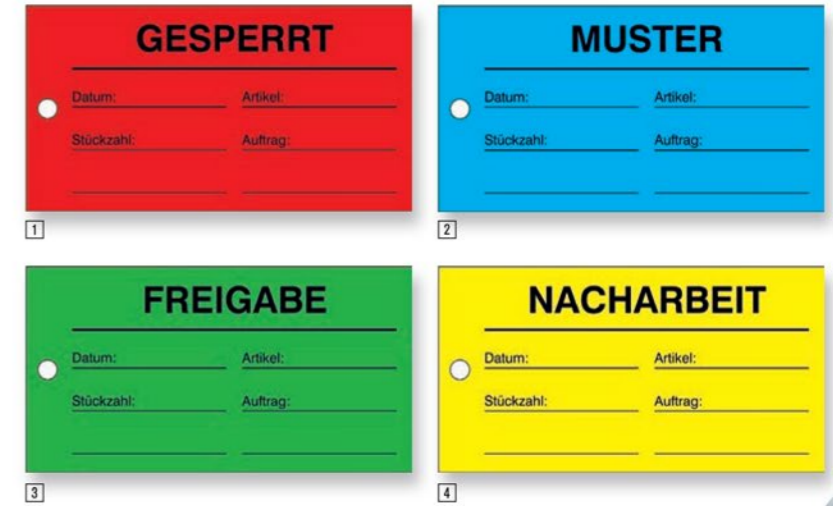 GESPERRT
Datum: Artikel:
Stückzahl: Auftrag:
1
MUSTER
Datum: Artikel:
Stückzahl: Auftrag:
2
FREIGABE
Datum: Artikel:
Stückzahl: Auftrag:
3
NACHARBEIT
Datum: Artikel:
Stückzahl: Auftrag:
4